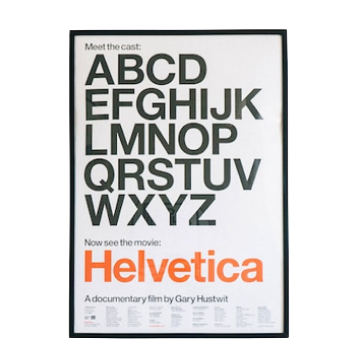 Meet the cast:
ABCD
EFGHIJK
LMNOP
QRSTUV
WXYZ
Now see the movie:
Helvetica
A documentary film by Gary Hustwit